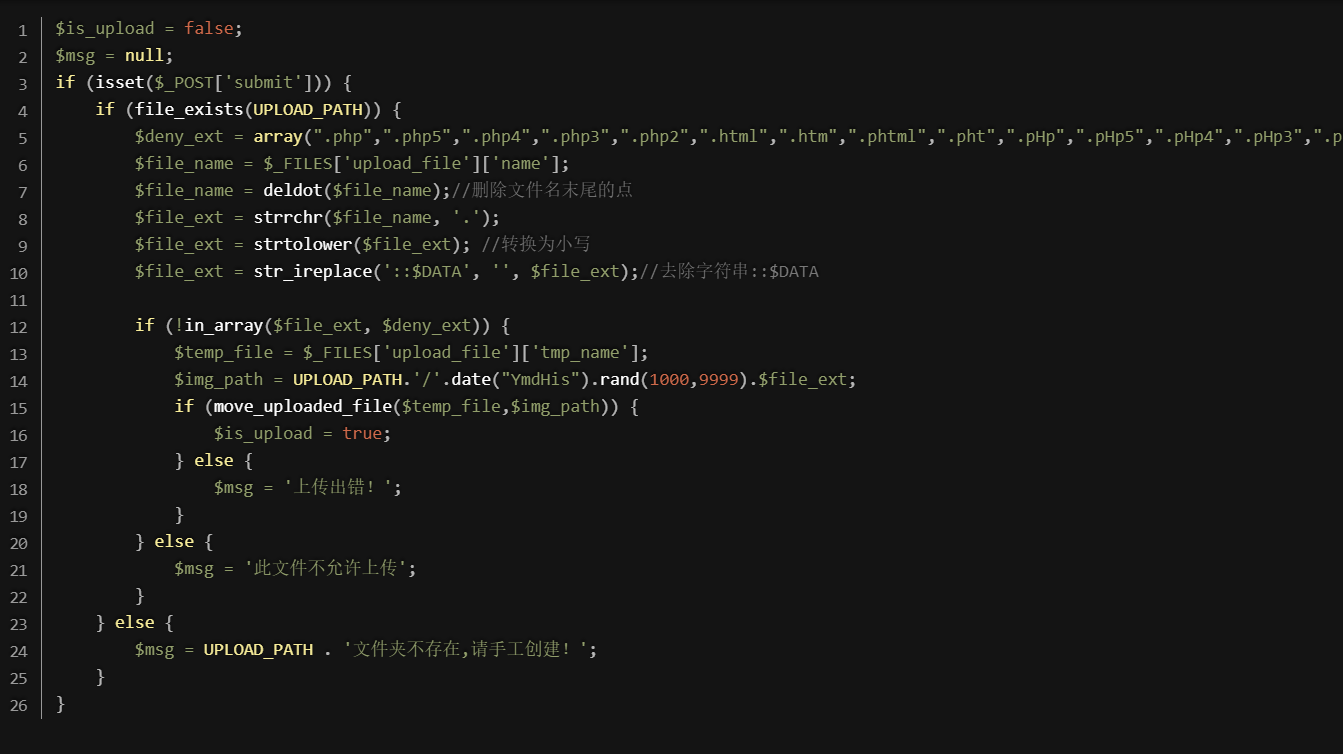 1 $is_upload = false;
2 $msg = null;
3 if (isset($_POST['submit'])) {
4     if (file_exists(UPLOAD_PATH)) {
5         $deny_ext = array(".php",".php5",".php4",".php3",".php2",".html",".htm",".phtml",".pht",".pHp",".pHp5",".pHp4",".pHp3",".p
6         $file_name = $_FILES['upload_file']['name'];
7         $file_name = deldot($file_name);//删除文件名末尾的点
8         $file_ext = strrchr($file_name, '.');
9         $file_ext = strtolower($file_ext); //转换为小写
10         $file_ext = str_ireplace('::$DATA', '', $file_ext);//去除字符串::$DATA
11
12         if (!in_array($file_ext, $deny_ext)) {
13             $temp_file = $_FILES['upload_file']['tmp_name'];
14             $img_path = UPLOAD_PATH.'/'.date("YmdHis").rand(1000,9999).$file_ext;
15             if (move_uploaded_file($temp_file,$img_path)) {
16                 $is_upload = true;
17             } else {
18                 $msg = '上传出错！';
19             }
20         } else {
21             $msg = '此文件不允许上传';
22         }
23     } else {
24         $msg = UPLOAD_PATH . '文件夹不存在,请手工创建！';
25     }
26 }